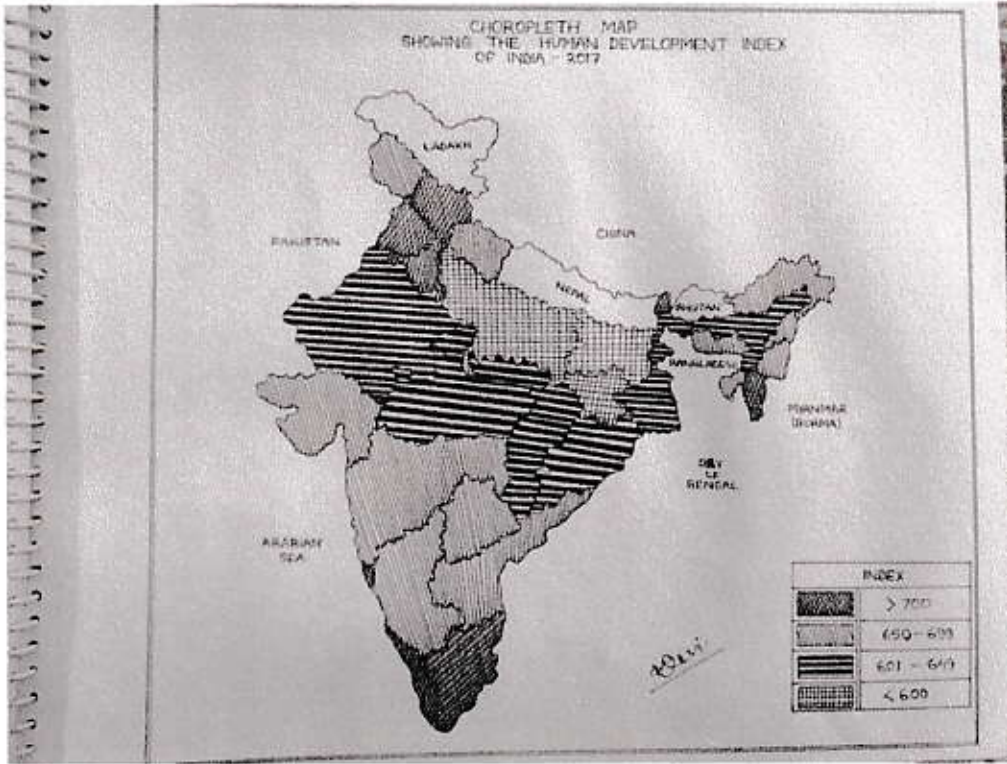 CHOROPLETH MAP
SHOWING THE HUMAN DEVELOPMENT INDEX
OF INDIA - 2017
LADAKH
PAKISTAN
CHINA
NEPAL
BHUTAN
BANGLADESH
MYANMAR
(BURMA)
BAY
OF
BENGAL
ARABIAN
SEA
INDEX
> 700
650-699
601 - 649
< 600